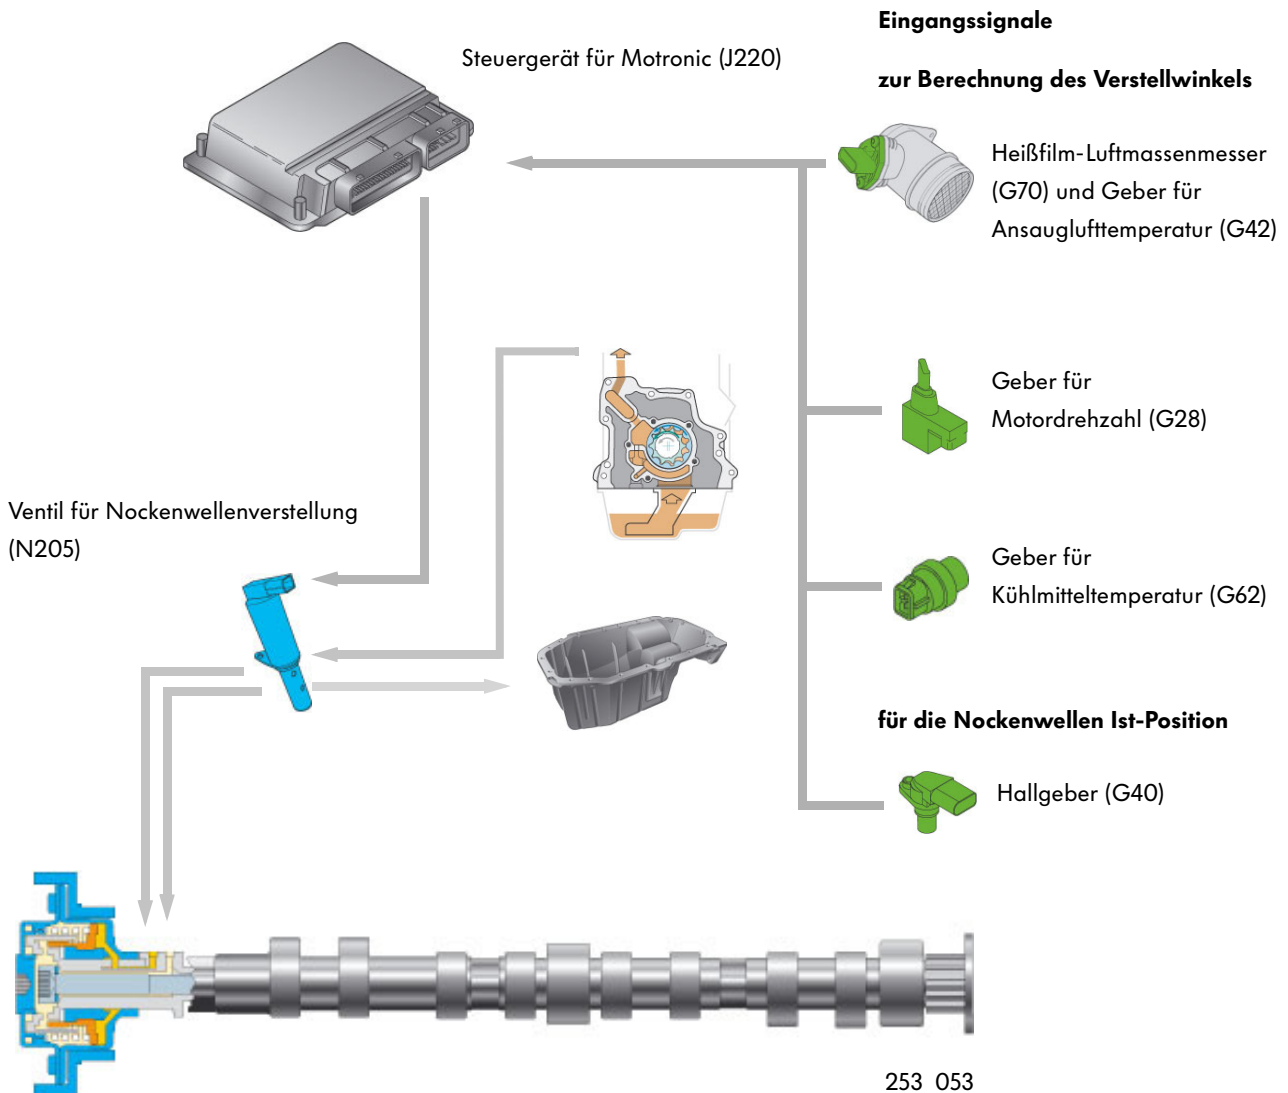 Eingangssignale
Steuergerät für Motronic (J220)
zur Berechnung des Verstellwinkels
Heißfilm-Luftmassenmesser
(G70) und Geber für
Ansauglufttemperatur (G42)
Geber für
Motordrehzahl (G28)
Ventil für Nockenwellenverstellung
(N205)
Geber für
Kühlmitteltemperatur (G62)
für die Nockenwellen Ist-Position
Hallgeber (G40)
253 053